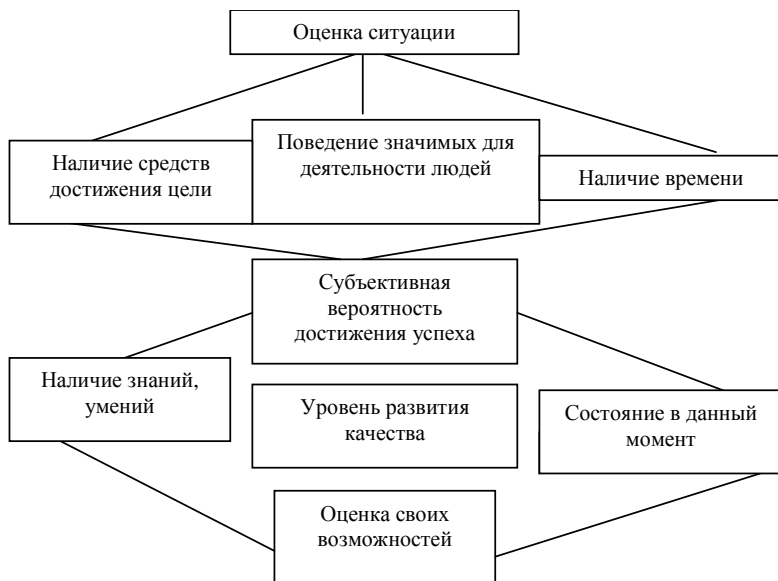 Оценка ситуации
Наличие средств
достижения цели
Поведение значимых для
деятельности людей
Наличие времени
Субъективная
вероятность
достижения успеха
Наличие знаний,
умений
Уровень развития
качества
Состояние в данный
момент
Оценка своих
возможностей